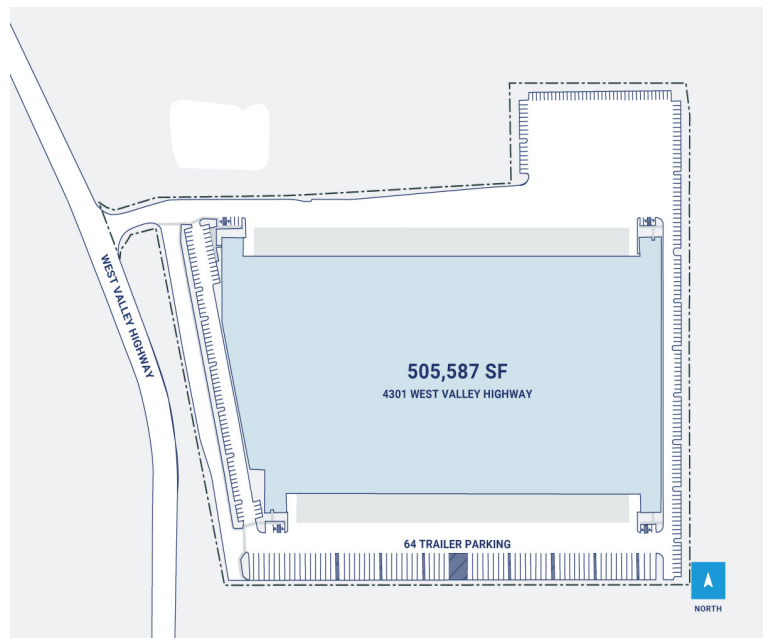 WEST VALLEY HIGHWAY
505,587 SF
4301 WEST VALLEY HIGHWAY
64 TRAILER PARKING
NORTH